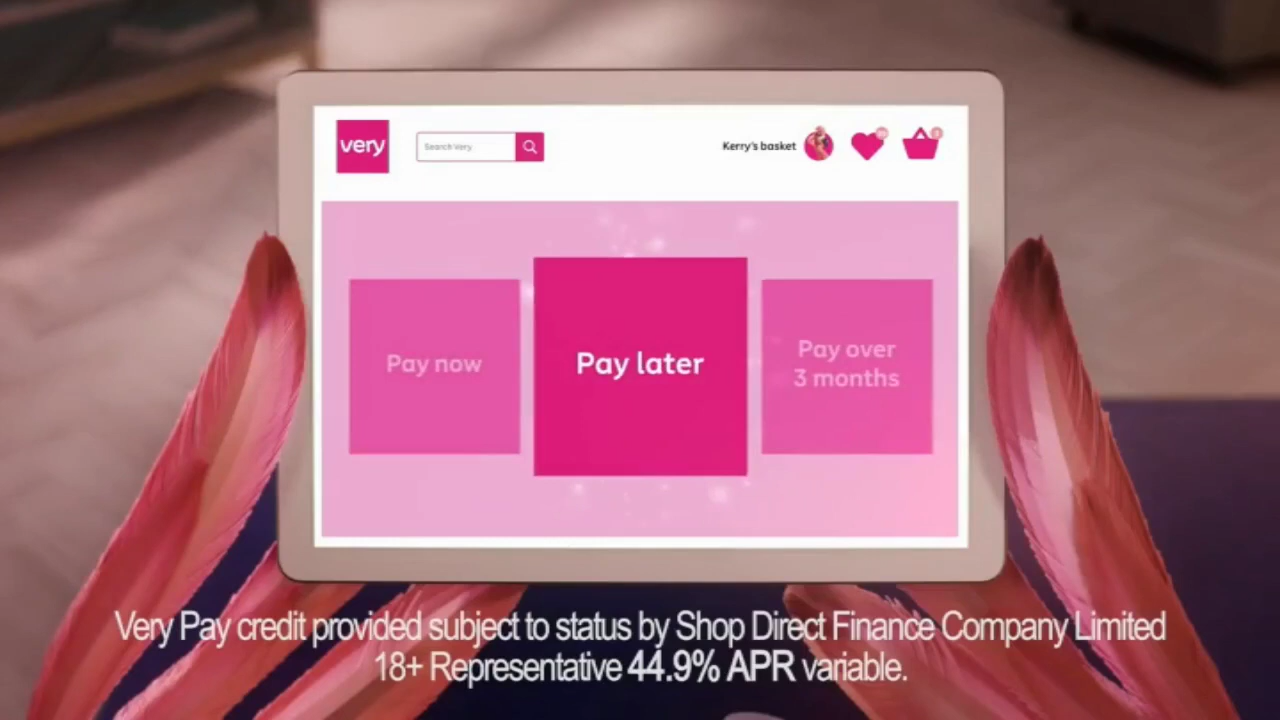 very
Search Very
Kerry's basket
Pay now
Pay later
Pay over
3 months
Very Pay credit provided subject to status by Shop Direct Finance Company Limited
18+ Representative 44.9% APR variable.